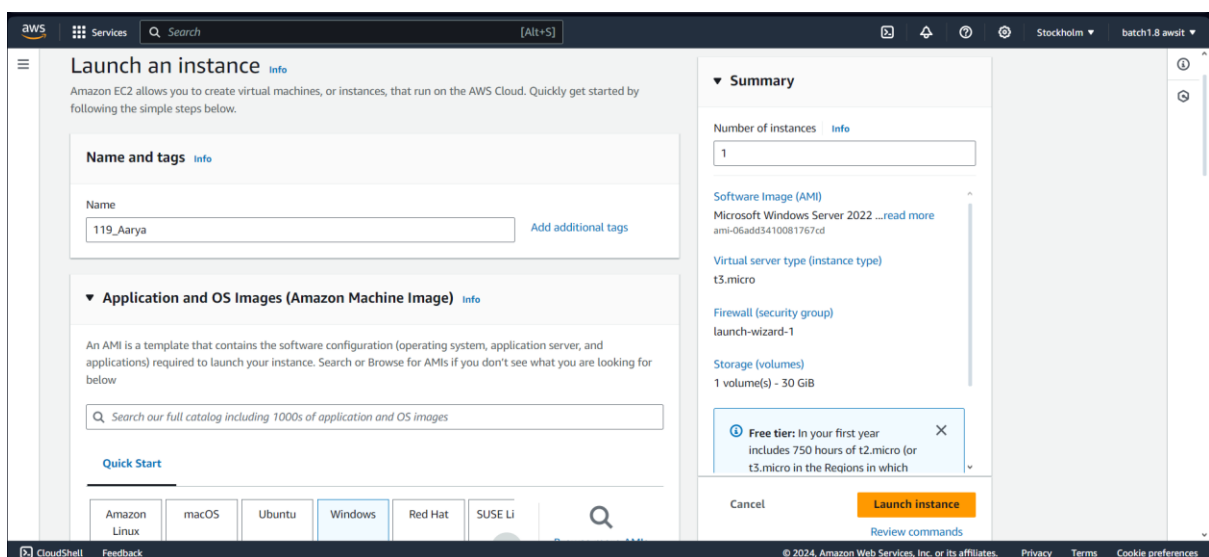 aws
Services
Search
[Alt+S]
Stockholm ▼
batch1.8 awsit ▼
Launch an instance Info
Amazon EC2 allows you to create virtual machines, or instances, that run on the AWS Cloud. Quickly get started by
following the simple steps below.
Name and tags Info
Name
119_Aarya
Add additional tags
▼ Application and OS Images (Amazon Machine Image) Info
An AMI is a template that contains the software configuration (operating system, application server, and
applications) required to launch your instance. Search or Browse for AMIs if you don't see what you are looking for
below
Search our full catalog including 1000s of application and OS images
Quick Start
Amazon
Linux
macOS
Ubuntu
Windows
Red Hat
SUSE Li
▼ Summary
Number of instances Info
1
Software Image (AMI)
Microsoft Windows Server 2022 ...read more
ami-06add3410081767cd
Virtual server type (instance type)
t3.micro
Firewall (security group)
launch-wizard-1
Storage (volumes)
1 volume(s) - 30 GiB
Free tier: In your first year
includes 750 hours of t2.micro (or
t3.micro in the Regions in which
Cancel
Launch instance
Review commands
CloudShell
Feedback
© 2024, Amazon Web Services, Inc. or its affiliates.
Privacy
Terms
Cookie preferences